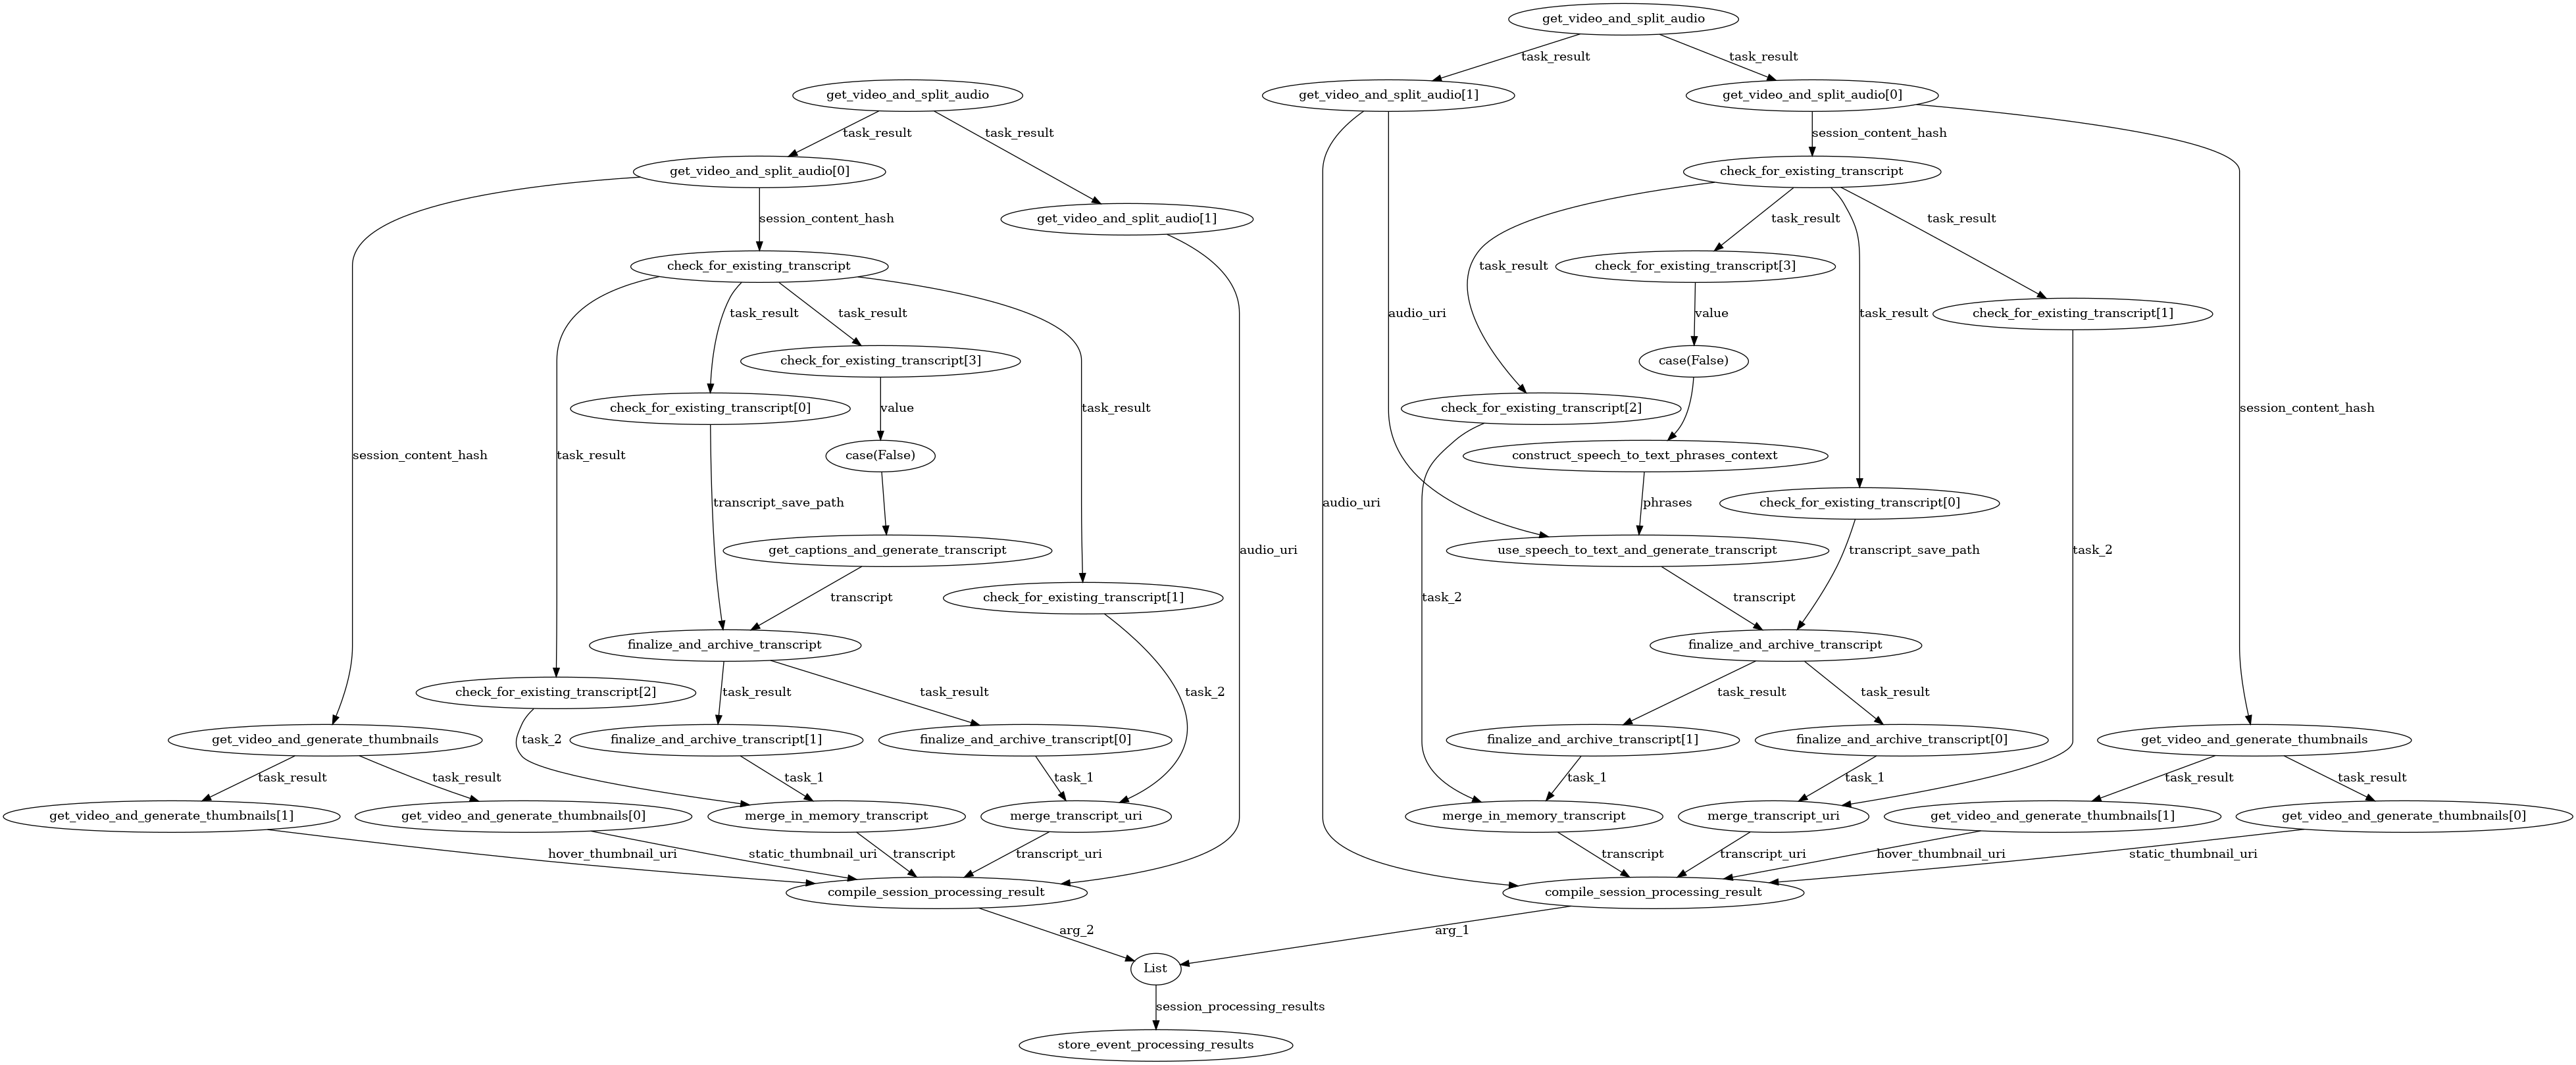 get_video_and_split_audio
task_result
task_result
get_video_and_split_audio
get_video_and_split_audio[1]
get_video_and_split_audio[0]
task_result
task_result
session_content_hash
get_video_and_split_audio[0]
check_for_existing_transcript
session_content_hash
get_video_and_split_audio[1]
task_result
task_result
check_for_existing_transcript
task_result
check_for_existing_transcript[3]
task_result
task_result
audio_uri
value
task_result
check_for_existing_transcript[1]
check_for_existing_transcript[3]
case(False)
check_for_existing_transcript[0]
value
task_result
check_for_existing_transcript[2]
session_content_hash
session_content_hash
task_result
case(False)
construct_speech_to_text_phrases_context
transcript_save_path
audio_uri
phrases
check_for_existing_transcript[0]
get_captions_and_generate_transcript
audio_uri
use_speech_to_text_and_generate_transcript
transcript_save_path
task_2
transcript
check_for_existing_transcript[1]
task_2
transcript
finalize_and_archive_transcript
finalize_and_archive_transcript
check_for_existing_transcript[2]
task_result
task_result
task_2
task_result
task_result
get_video_and_generate_thumbnails
task_2
finalize_and_archive_transcript[1]
finalize_and_archive_transcript[0]
finalize_and_archive_transcript[1]
finalize_and_archive_transcript[0]
get_video_and_generate_thumbnails
task_result
task_result
task_1
task_1
task_1
task_1
task_result
task_result
get_video_and_generate_thumbnails[1]
get_video_and_generate_thumbnails[0]
merge_in_memory_transcript
merge_transcript_uri
merge_in_memory_transcript
merge_transcript_uri
get_video_and_generate_thumbnails[1]
get_video_and_generate_thumbnails[0]
hover_thumbnail_uri
static_thumbnail_uri
transcript
transcript_uri
transcript
transcript_uri
hover_thumbnail_uri
static_thumbnail_uri
compile_session_processing_result
compile_session_processing_result
arg_2
arg_1
List
session_processing_results
store_event_processing_results